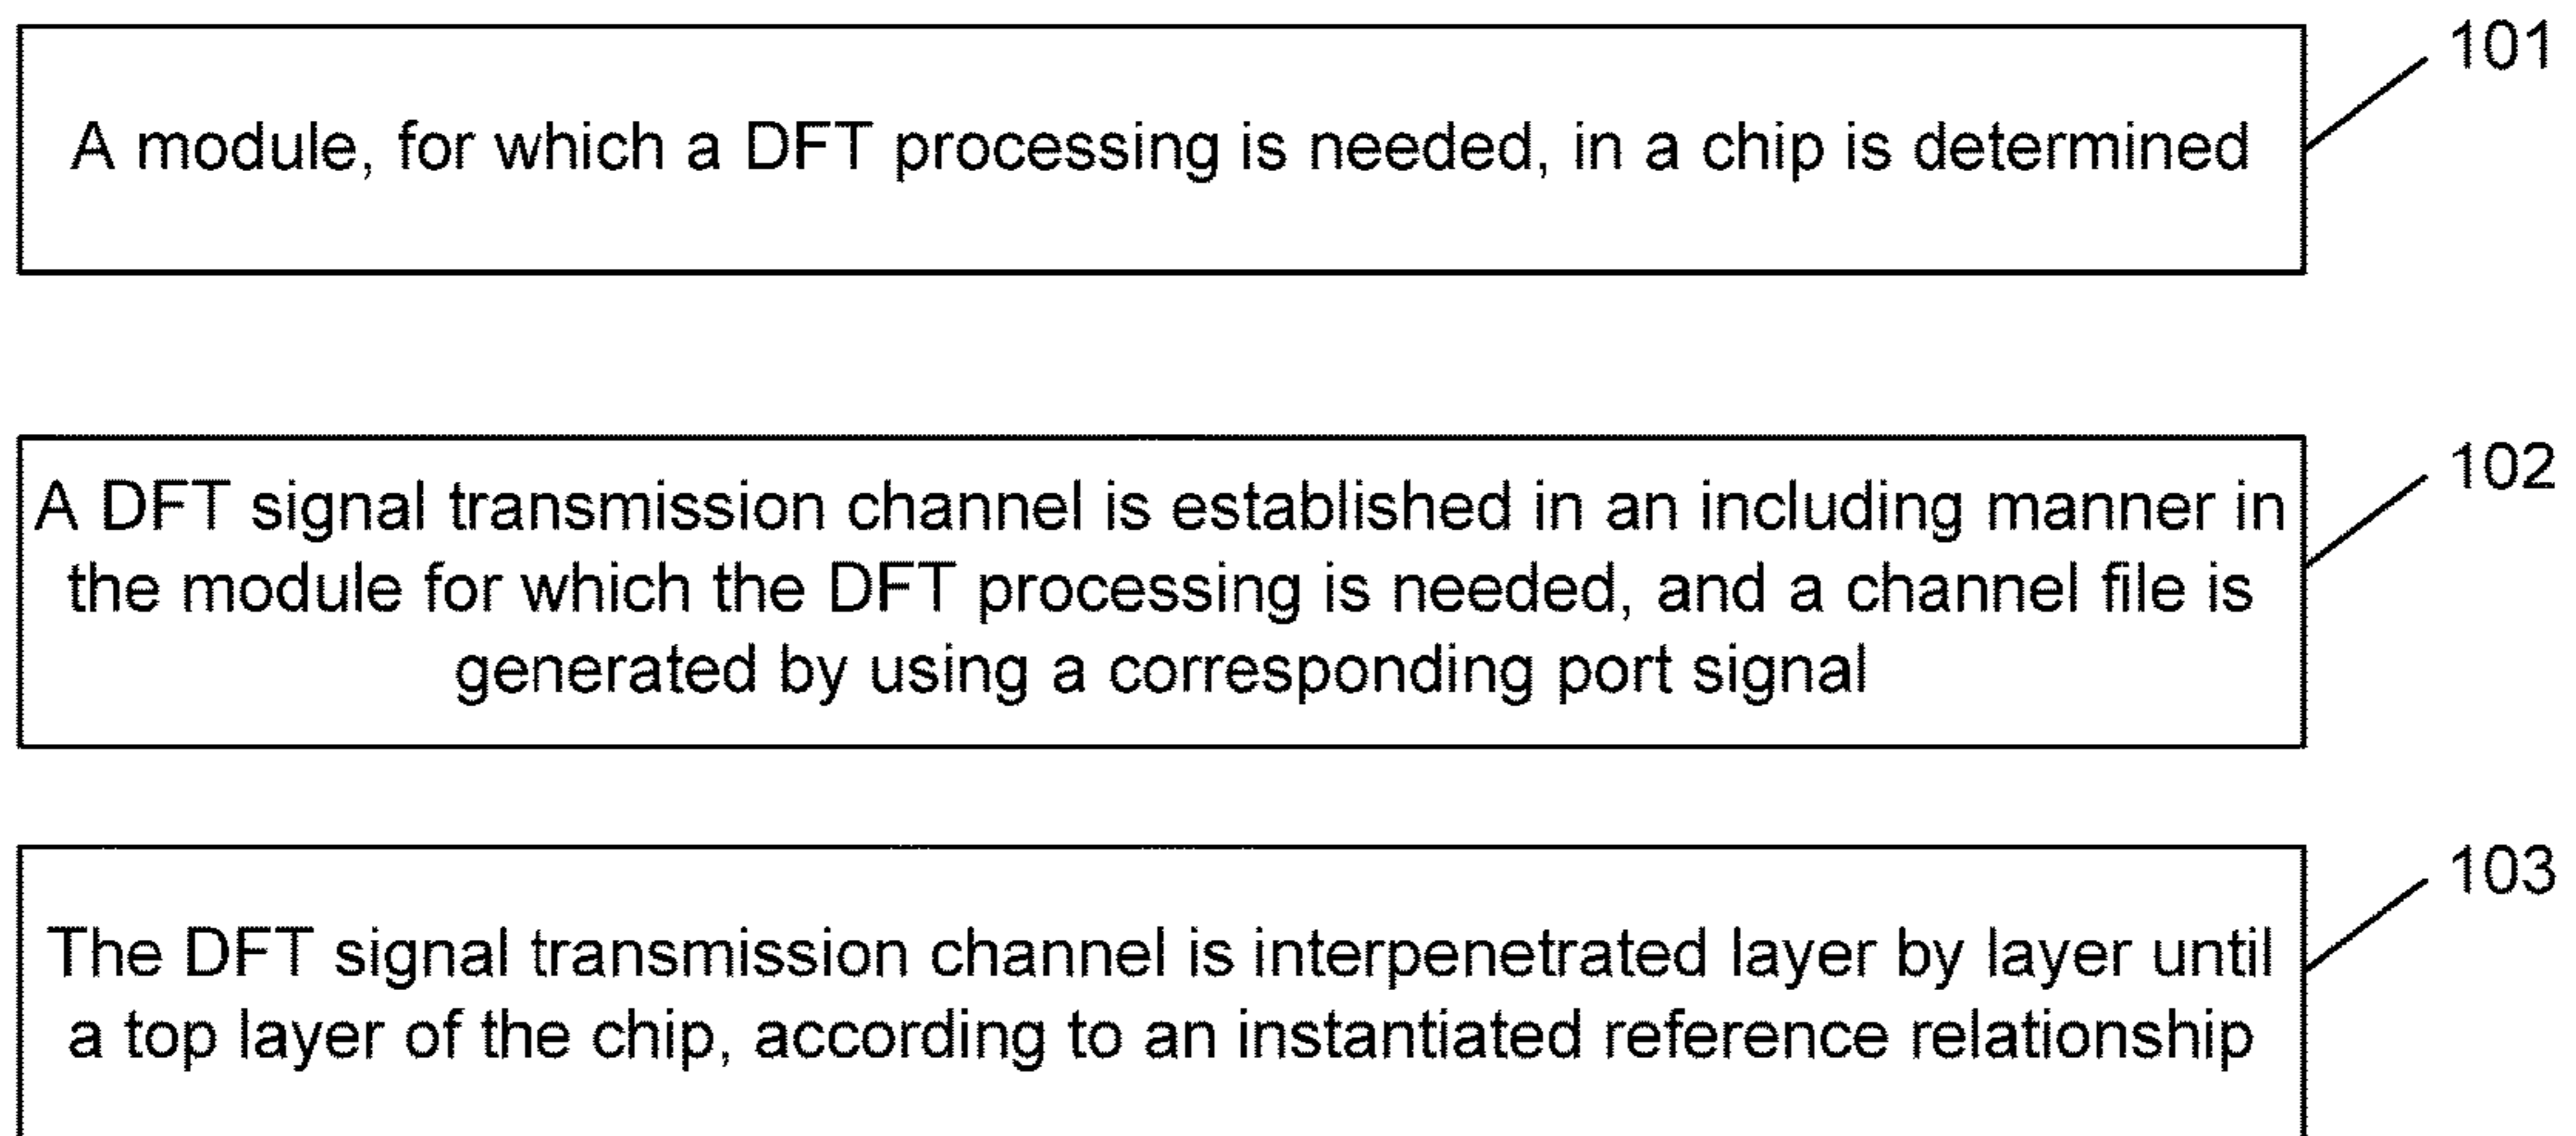 101
A module, for which a DFT processing is needed, in a chip is determined
102
A DFT signal transmission channel is established in an including manner in
the module for which the DFT processing is needed, and a channel file is
generated by using a corresponding port signal
103
The DFT signal transmission channel is interpenetrated layer by layer until
a top layer of the chip, according to an instantiated reference relationship